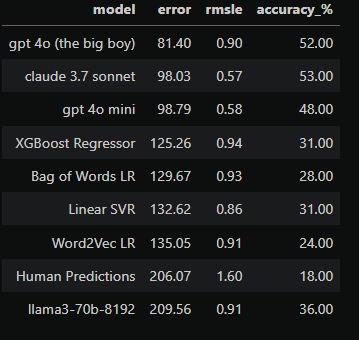 model error rmsle accuracy_%
gpt 4o (the big boy) 81.40 0.90 52.00
claude 3.7 sonnet 98.03 0.57 53.00
gpt 4o mini 98.79 0.58 48.00
XGBoost Regressor 125.26 0.94 31.00
Bag of Words LR 129.67 0.93 28.00
Linear SVR 132.62 0.86 31.00
Word2Vec LR 135.05 0.91 24.00
Human Predictions 206.07 1.60 18.00
llama3-70b-8192 209.56 0.91 36.00